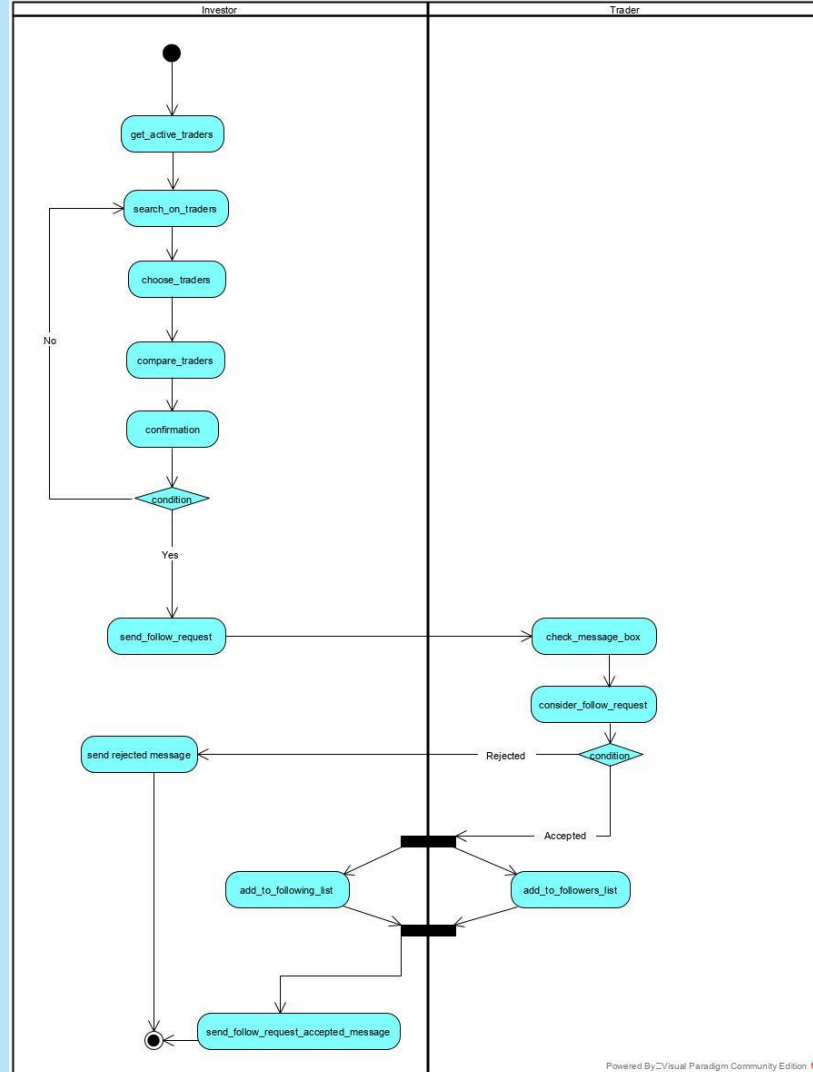 Investor
Trader
get_active_traders
search_on_traders
choose_traders
No
compare_traders
confirmation
condition
Yes
send_follow_request
check_message_box
consider_follow_request
send rejected message
Rejected
condition
Accepted
add_to_following_list
add_to_followers_list
send_follow_request_accepted_message
Powered By Visual Paradigm Community Edition